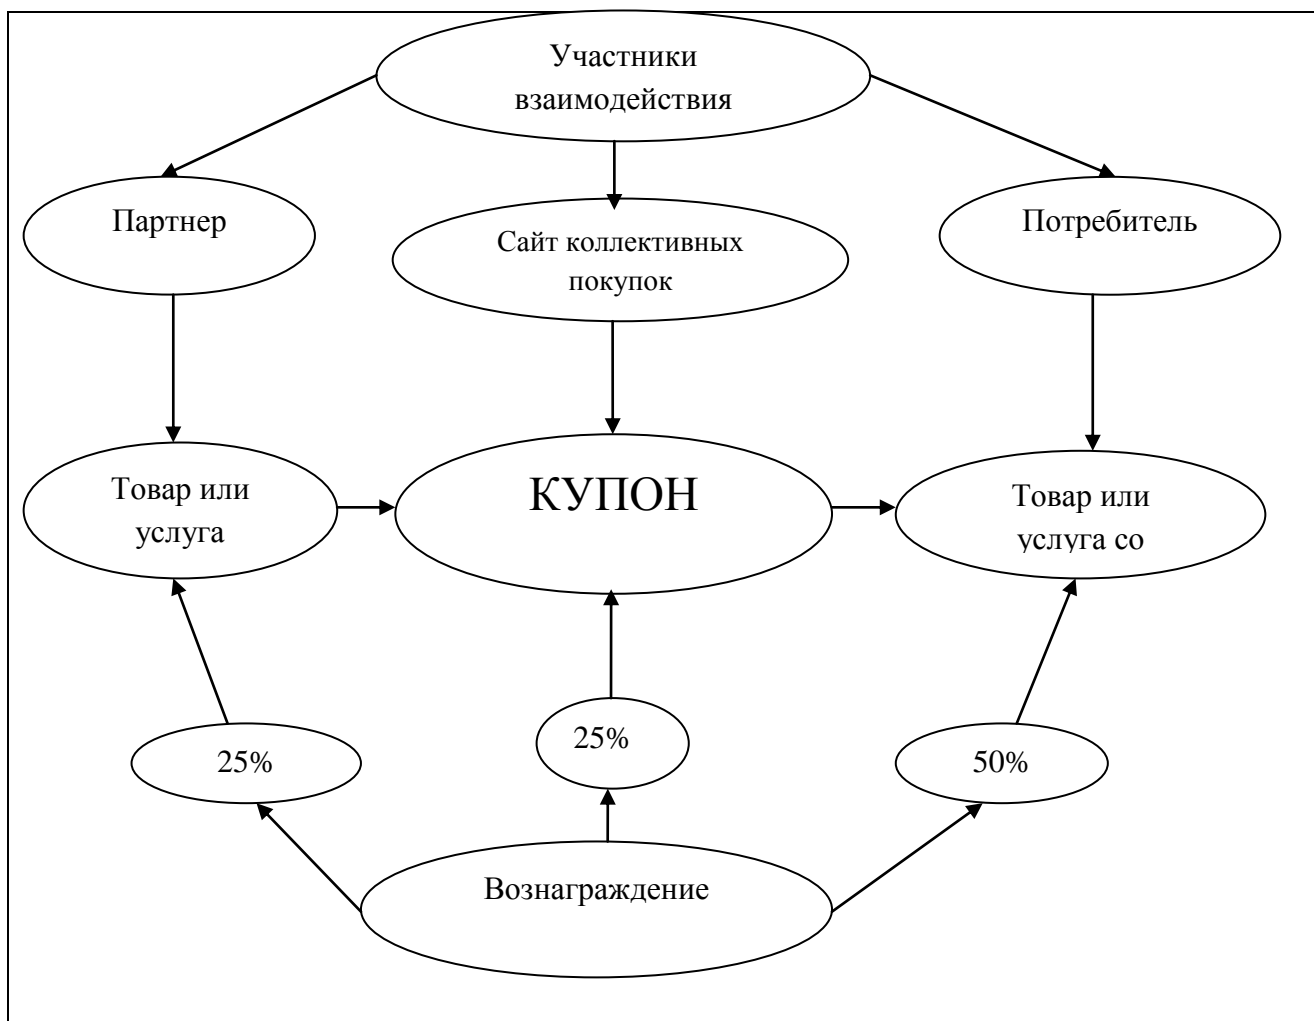 Участники
взаимодействия
Партнер
Сайт коллективных
покупок
Потребитель
Товар или
услуга
КУПОН
Товар или
услуга со
25%
25%
50%
Вознаграждение